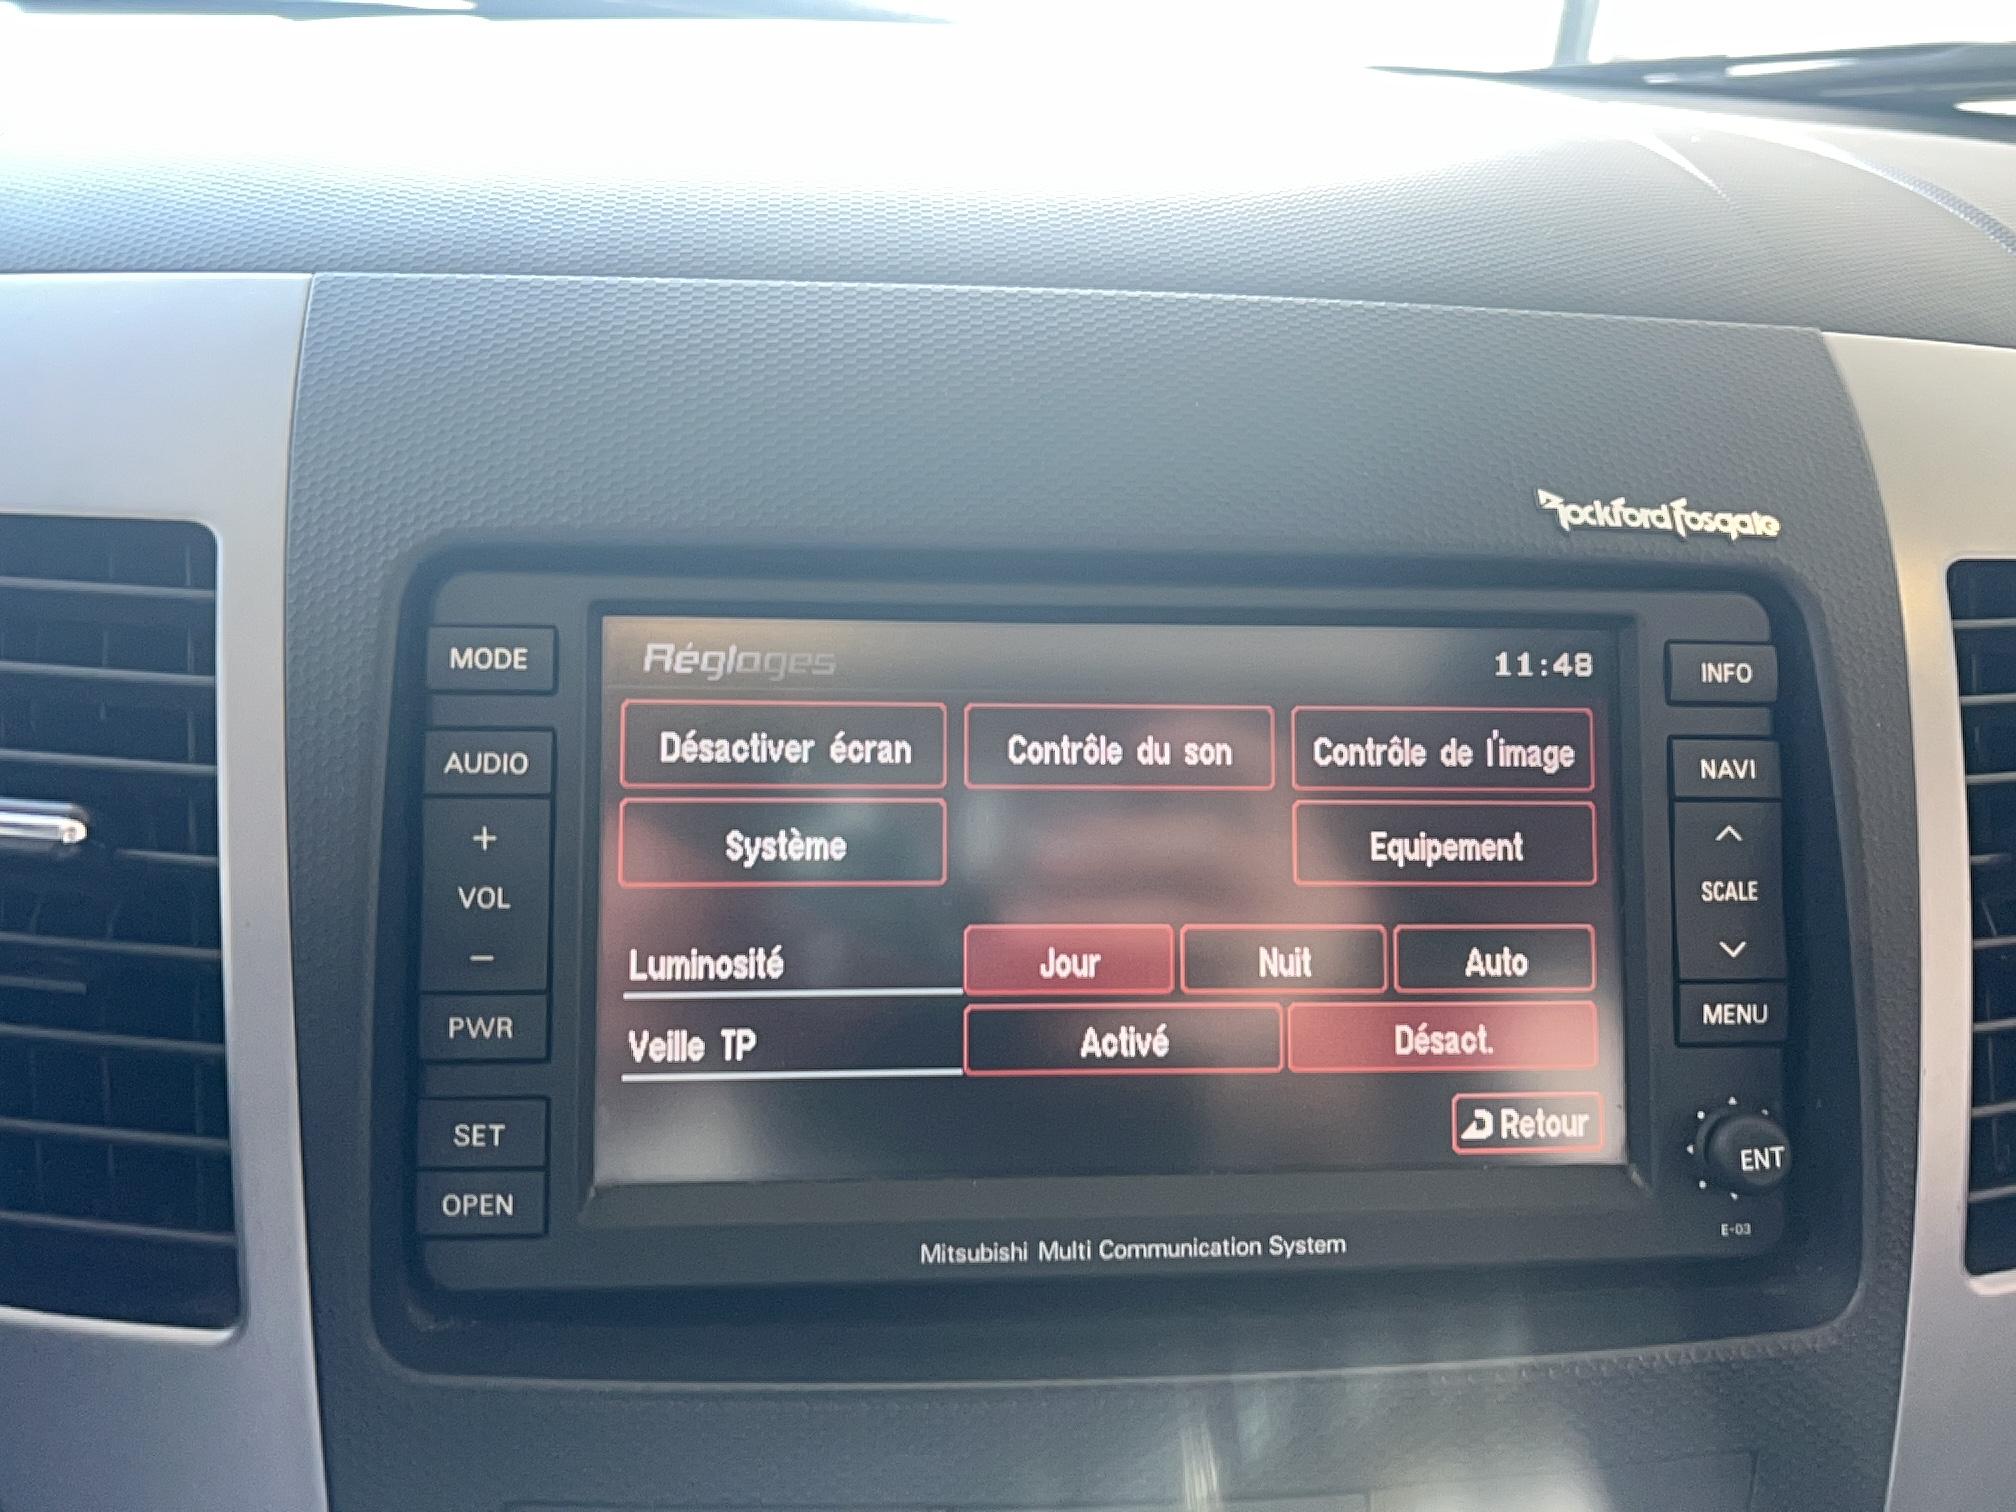 Rockford Fosgate
MODE
AUDIO
+
VOL
−
PWR
SET
OPEN
Réglages
11:48
Désactiver écran
Contrôle du son
Contrôle de l'image
Système
Equipement
Luminosité
Jour
Nuit
Auto
Veille TP
Activé
Désact.
Retour
INFO
NAVI
SCALE
MENU
ENT
E-03
Mitsubishi Multi Communication System